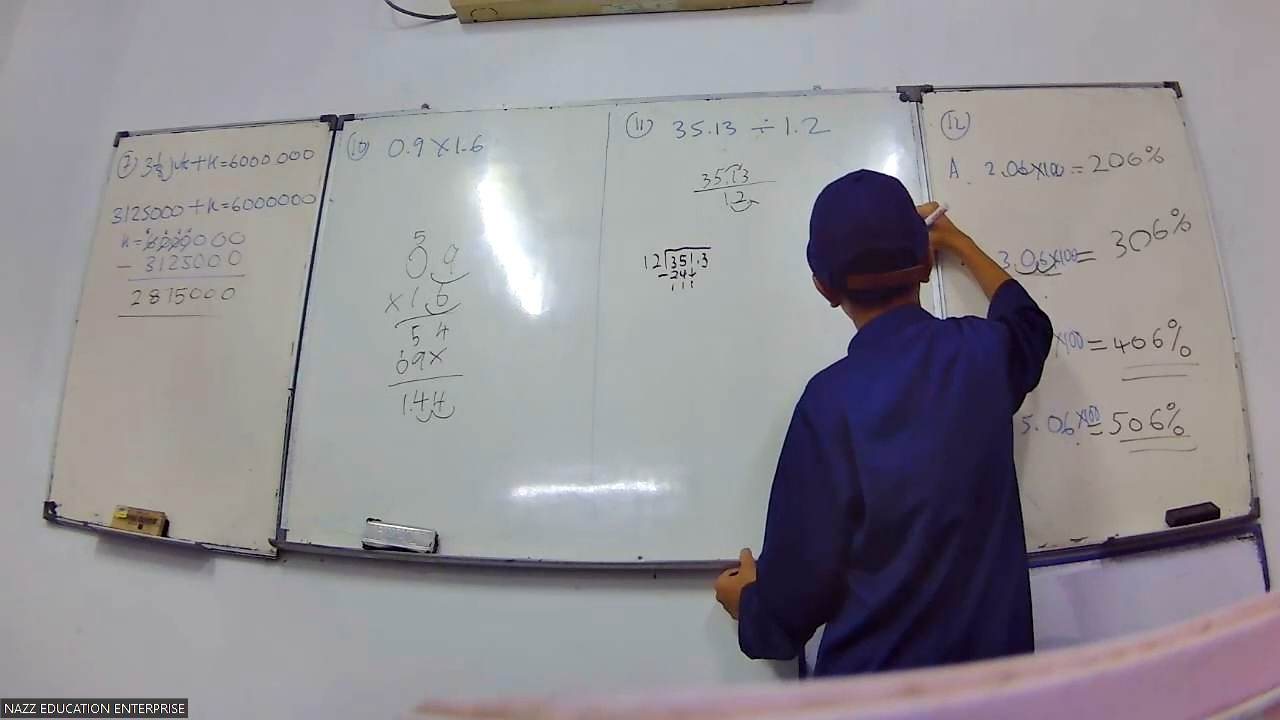 ⑨ 3 1/8 juta + K = 6000 000
3125000 + K = 6000000
K = 6000000
- 3125000
2875000
⑩ 0.9 × 1.6
5
0.9
× 1.6
5 4
09×
1.44
⑪ 35.13 ÷ 1.2
35.13
1.2
12 351.3
- 24
111
⑫
A. 2.06 × 100 = 206%
3.06 × 100 = 306%
×100 = 406%
5.06 ×100 = 506%
NAZZ EDUCATION ENTERPRISE